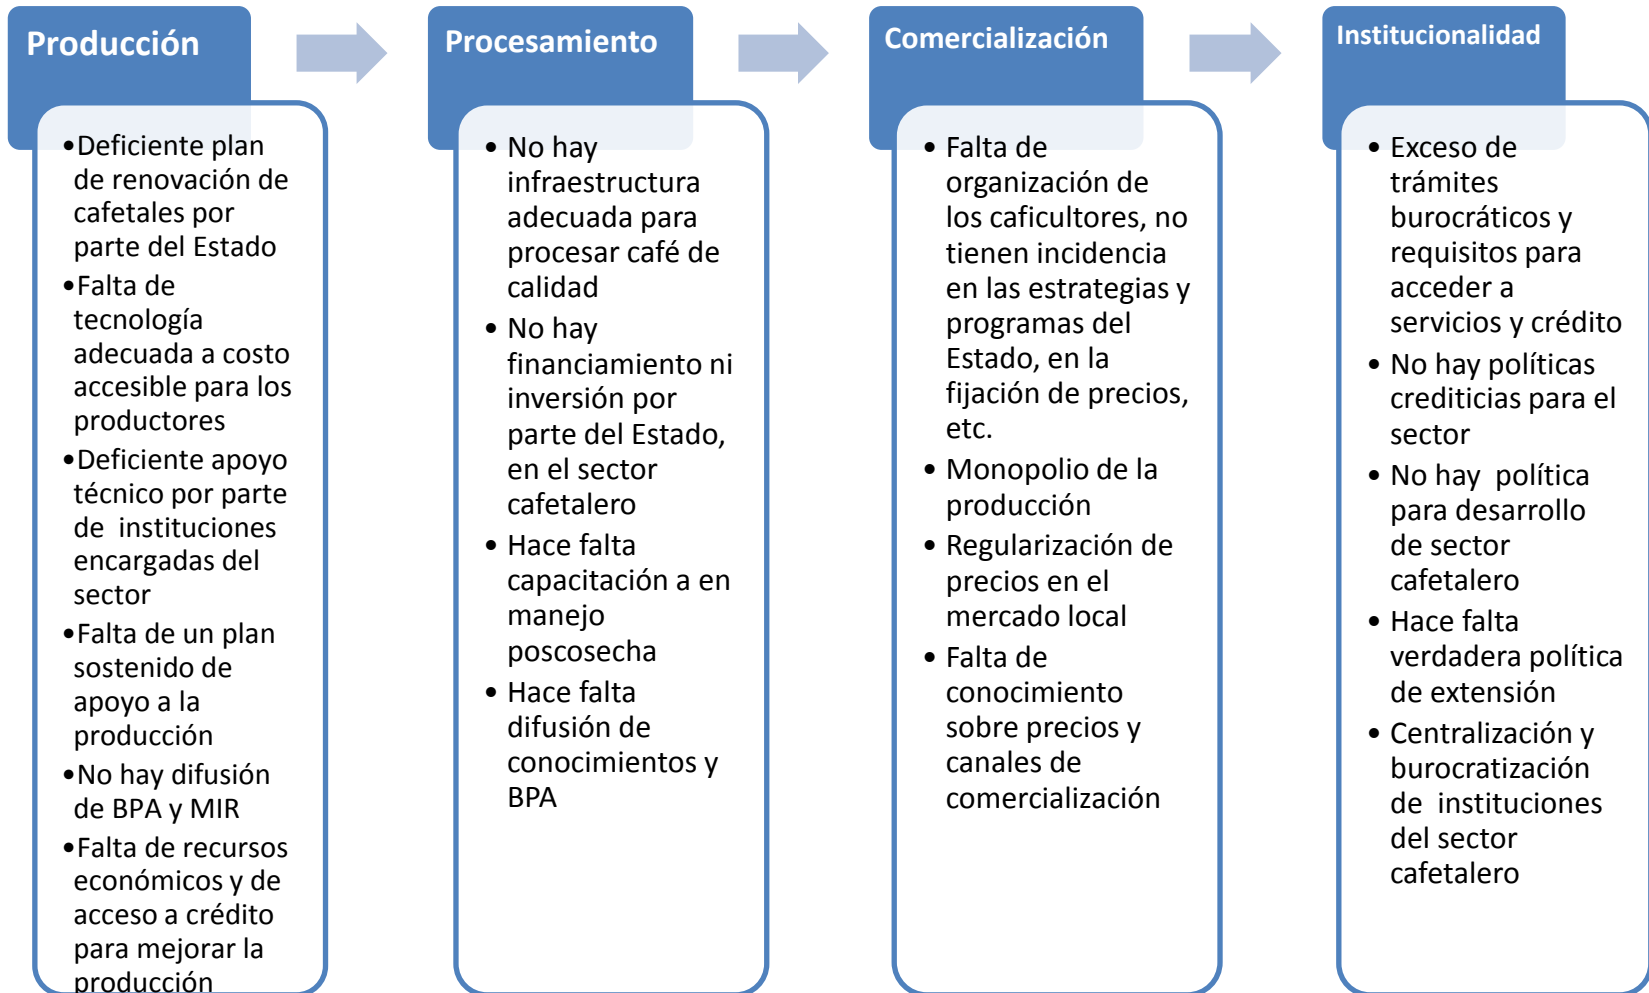 Producción
•Deficiente plan
de renovación de
cafetales por
parte del Estado
•Falta de
tecnología
adecuada a costo
accesible para los
productores
•Deficiente apoyo
técnico por parte
de instituciones
encargadas del
sector
•Falta de un plan
sostenido de
apoyo a la
producción
•No hay difusión
de BPA y MIR
•Falta de recursos
económicos y de
acceso a crédito
para mejorar la
producción
Procesamiento
• No hay
infraestructura
adecuada para
procesar café de
calidad
• No hay
financiamiento ni
inversión por
parte del Estado,
en el sector
cafetalero
• Hace falta
capacitación a en
manejo
poscosecha
• Hace falta
difusión de
conocimientos y
BPA
Comercialización
• Falta de
organización de
los caficultores, no
tienen incidencia
en las estrategias y
programas del
Estado, en la
fijación de precios,
etc.
• Monopolio de la
producción
• Regularización de
precios en el
mercado local
• Falta de
conocimiento
sobre precios y
canales de
comercialización
Institucionalidad
• Exceso de
trámites
burocráticos y
requisitos para
acceder a
servicios y crédito
• No hay políticas
crediticias para el
sector
• No hay política
para desarrollo
de sector
cafetalero
• Hace falta
verdadera política
de extensión
• Centralización y
burocratización
de instituciones
del sector
cafetalero